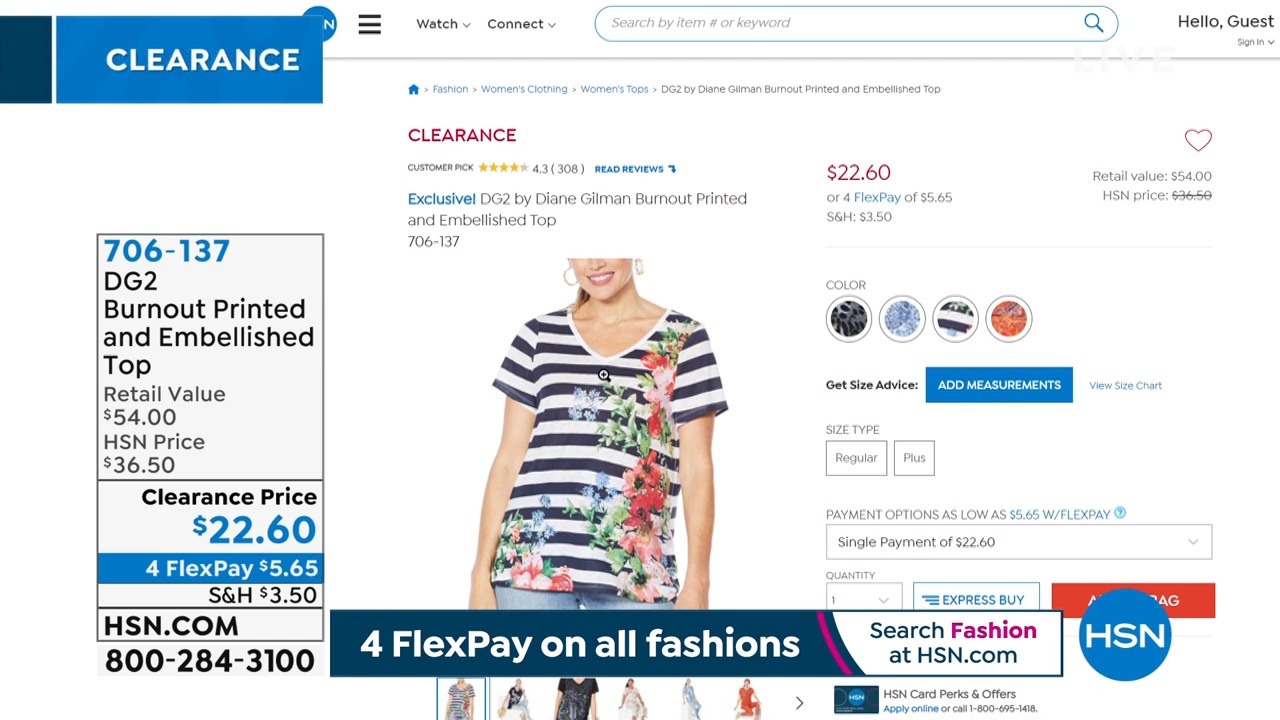 CLEARANCE
HSN
Watch
Connect
Search by item # or keyword
Hello, Guest
Sign In
LIVE
> Fashion > Women's Clothing > Women's Tops > DG2 by Diane Gilman Burnout Printed and Embellished Top
CLEARANCE
CUSTOMER PICK 4.3 ( 308 ) READ REVIEWS
Exclusive! DG2 by Diane Gilman Burnout Printed
and Embellished Top
706-137
$22.60
or 4 FlexPay of $5.65
S&H: $3.50
Retail value: $54.00
HSN price: $36.50
COLOR
Get Size Advice: ADD MEASUREMENTS View Size Chart
SIZE TYPE
Regular Plus
PAYMENT OPTIONS AS LOW AS $5.65 W/FLEXPAY ?
Single Payment of $22.60
QUANTITY
1
EXPRESS BUY
BAG
706-137
DG2
Burnout Printed
and Embellished
Top
Retail Value
$54.00
HSN Price
$36.50
Clearance Price
$22.60
4 FlexPay $5.65
S&H $3.50
HSN.COM
800-284-3100
4 FlexPay on all fashions
Search Fashion
at HSN.com
HSN
HSN
HSN Card Perks & Offers
Apply online or call 1-800-695-1418.